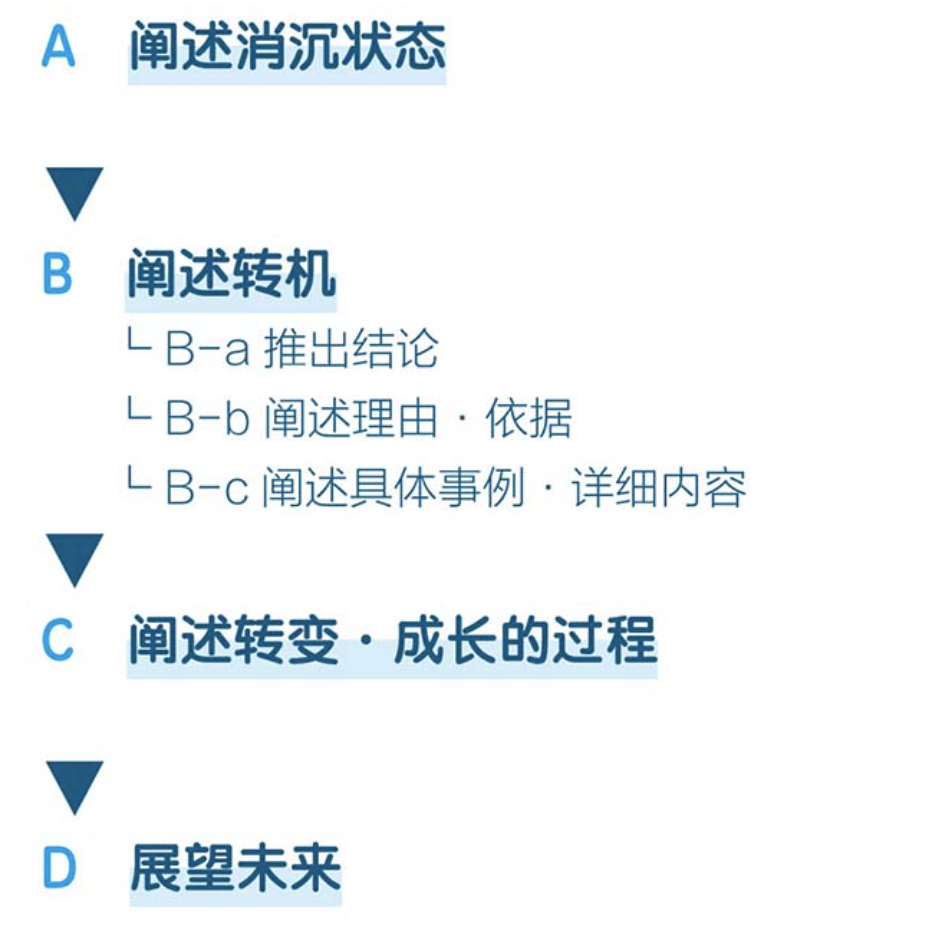 A 阐述消沉状态
B 阐述转机
B-a 推出结论
B-b 阐述理由·依据
B-c 阐述具体事例·详细内容
C 阐述转变·成长的过程
D 展望未来